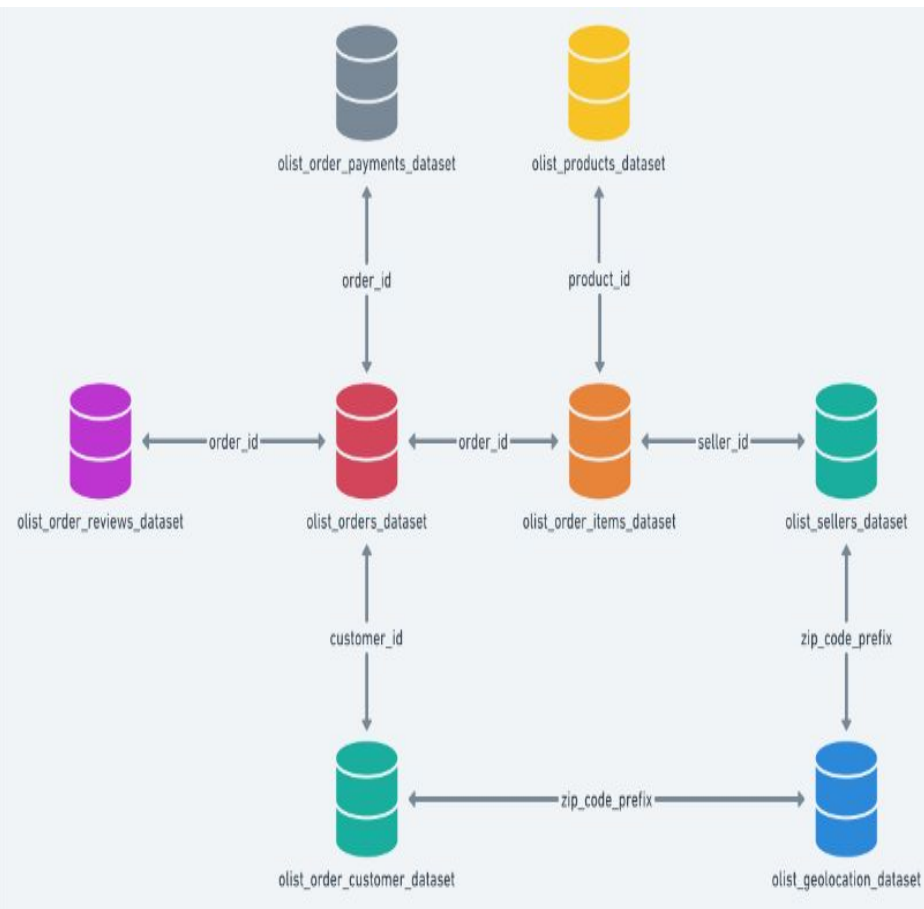 olist_order_payments_dataset
olist_products_dataset
order_id
product_id
order_id
order_id
seller_id
olist_order_reviews_dataset
olist_orders_dataset
olist_order_items_dataset
olist_sellers_dataset
customer_id
zip_code_prefix
zip_code_prefix
olist_order_customer_dataset
olist_geolocation_dataset